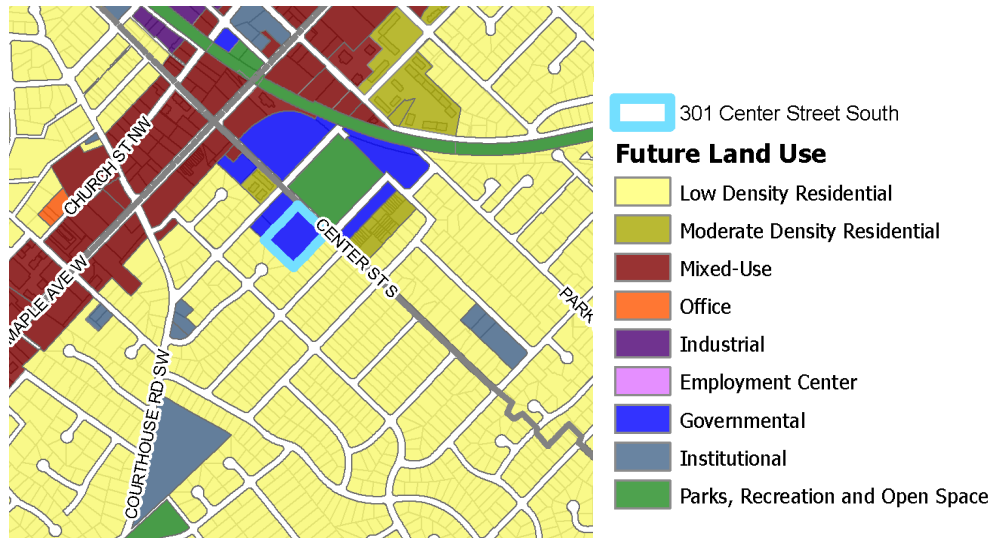 CHURCH ST NW
MAPLE AVE W
CENTER ST S
PARK
COURTHOUSE RD SW
301 Center Street South
Future Land Use
Low Density Residential
Moderate Density Residential
Mixed-Use
Office
Industrial
Employment Center
Governmental
Institutional
Parks, Recreation and Open Space